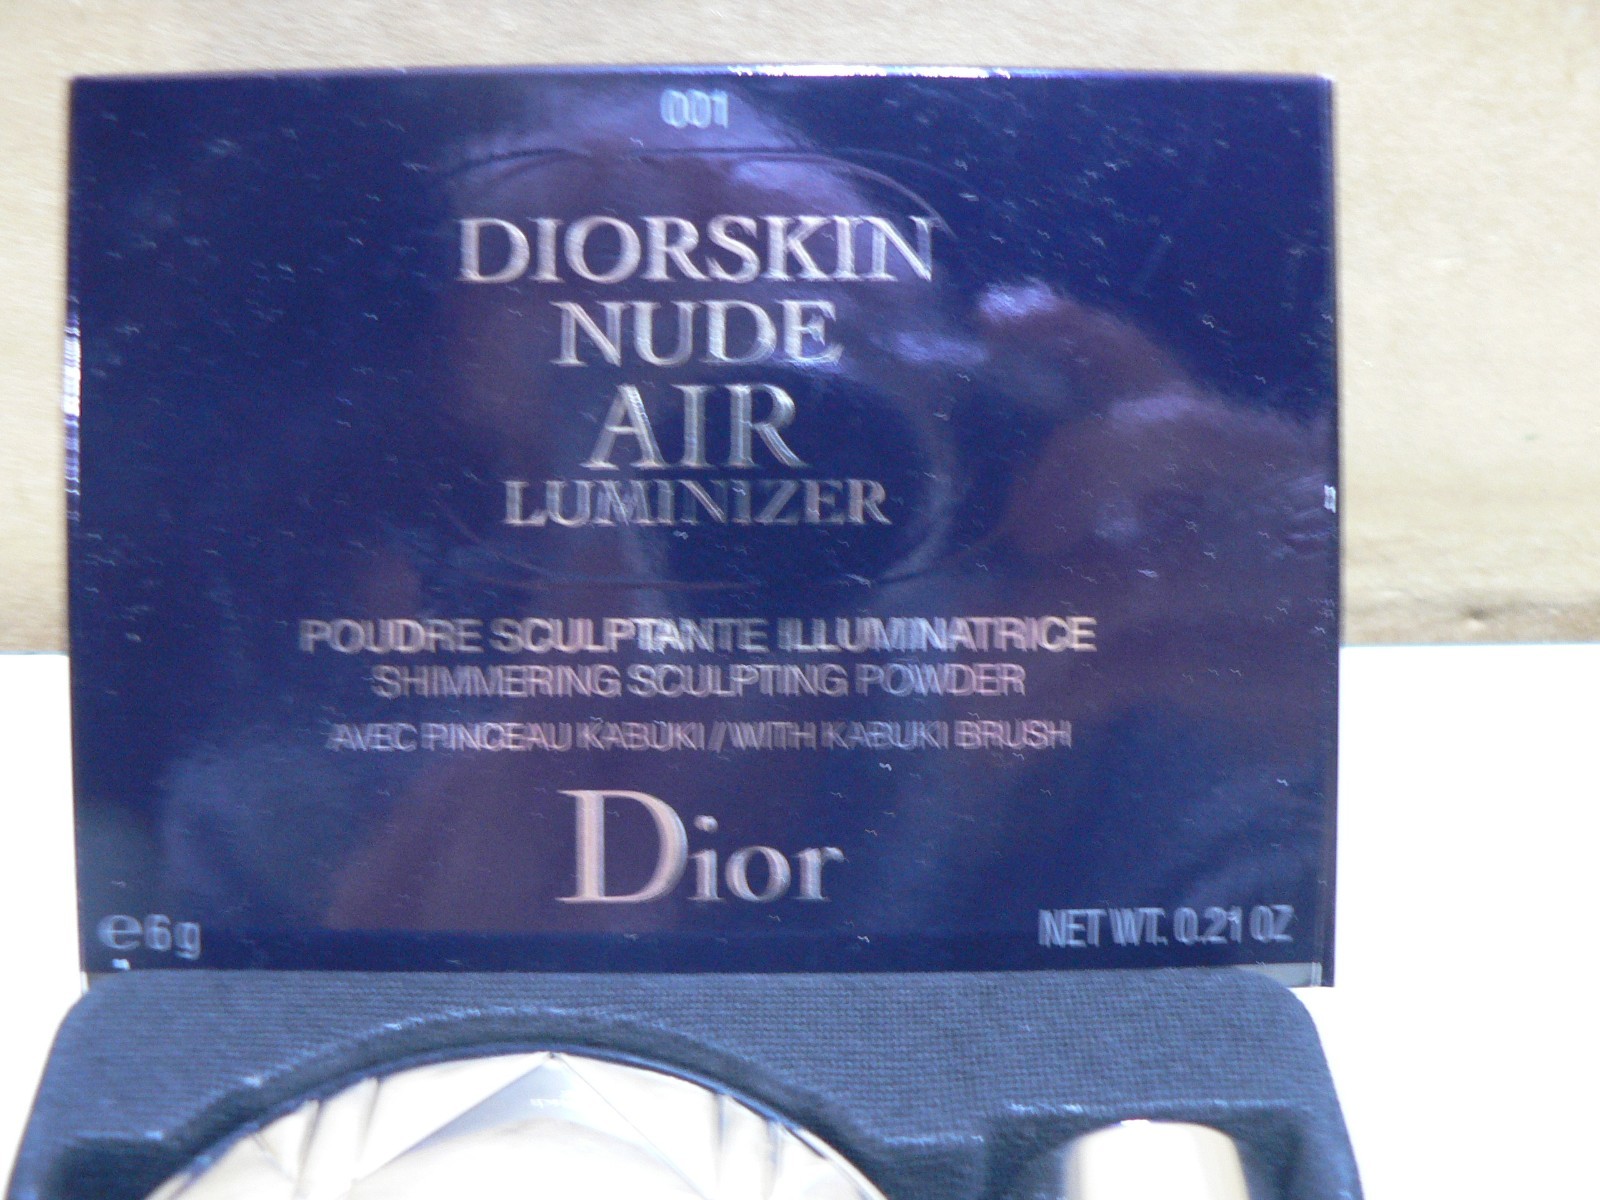 001
DIORSKIN
NUDE
AIR
LUMINIZER
POUDRE SCULPTANTE ILLUMINATRICE
SHIMMERING SCULPTING POWDER
AVEC PINCEAU KABUKI // WITH KABUKI BRUSH
Dior
℮6g NET WT. 0.21 OZ